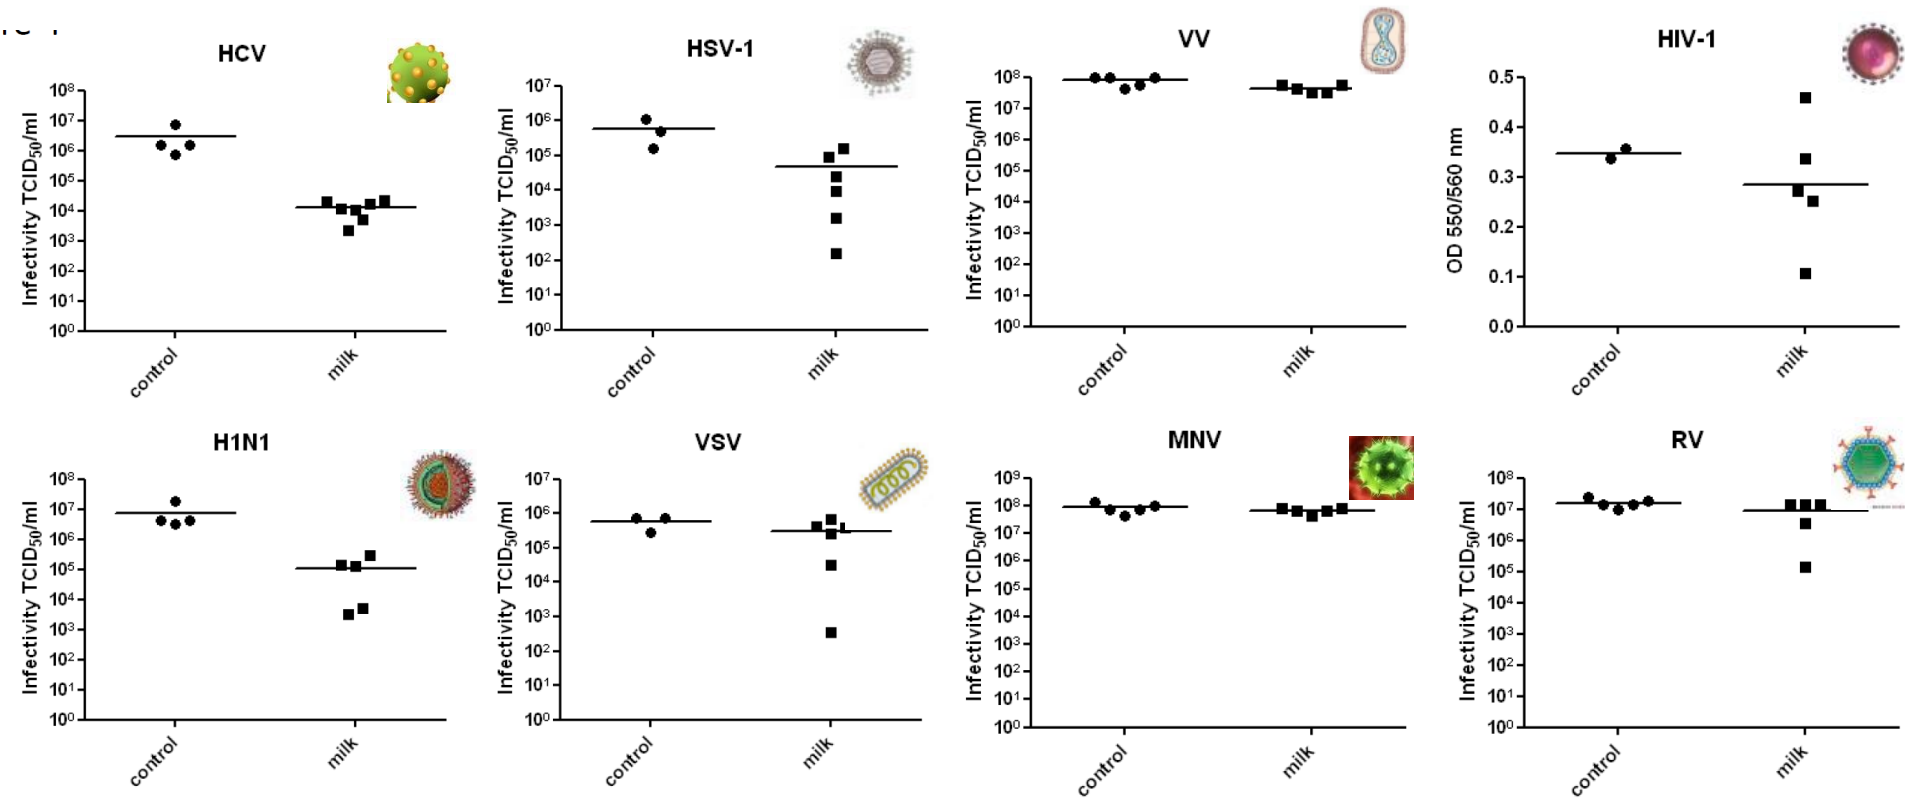 HCV
Infectivity TCID50/ml
10⁸
10⁷
10⁶
10⁵
10⁴
10³
10²
10¹
10⁰
control
milk
HSV-1
Infectivity TCID50/ml
10⁷
10⁶
10⁵
10⁴
10³
10²
10¹
10⁰
control
milk
VV
Infectivity TCID50/ml
10⁸
10⁷
10⁶
10⁵
10⁴
10³
10²
10¹
10⁰
control
milk
HIV-1
OD 550/560 nm
0.5
0.4
0.3
0.2
0.1
0.0
control
milk
H1N1
Infectivity TCID50/ml
10⁸
10⁷
10⁶
10⁵
10⁴
10³
10²
10¹
10⁰
control
milk
VSV
Infectivity TCID50/ml
10⁷
10⁶
10⁵
10⁴
10³
10²
10¹
10⁰
control
milk
MNV
Infectivity TCID50/ml
10⁹
10⁸
10⁷
10⁶
10⁵
10⁴
10³
10²
10¹
10⁰
control
milk
RV
Infectivity TCID50/ml
10⁸
10⁷
10⁶
10⁵
10⁴
10³
10²
10¹
10⁰
control
milk